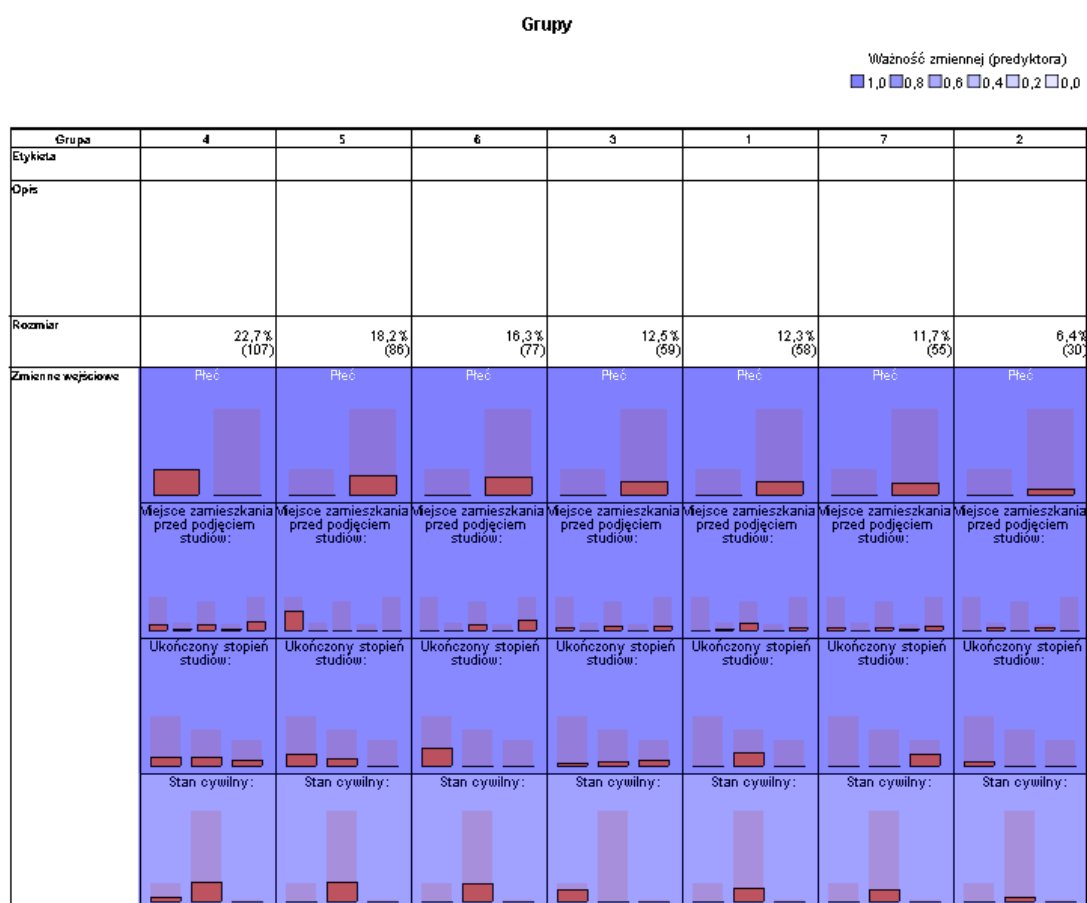 Grupy
Ważność zmiennej (predyktora)
1,0 0,8 0,6 0,4 0,2 0,0
Grupa 4 5 6 3 1 7 2
Etykieta
Opis
Rozmiar
22,7% 18,2% 16,3% 12,5% 12,3% 11,7% 6,4%
(107) (86) (77) (59) (58) (55) (30)
Zmienne wejściowe Płeć Płeć Płeć Płeć Płeć Płeć Płeć
Miejsce zamieszkania Miejsce zamieszkania Miejsce zamieszkania Miejsce zamieszkania Miejsce zamieszkania Miejsce zamieszkania Miejsce zamieszkania
przed podjęciem przed podjęciem przed podjęciem przed podjęciem przed podjęciem przed podjęciem przed podjęciem
studiów: studiów: studiów: studiów: studiów: studiów: studiów:
Ukończony stopień Ukończony stopień Ukończony stopień Ukończony stopień Ukończony stopień Ukończony stopień Ukończony stopień
studiów: studiów: studiów: studiów: studiów: studiów: studiów:
Stan cywilny: Stan cywilny: Stan cywilny: Stan cywilny: Stan cywilny: Stan cywilny: Stan cywilny: